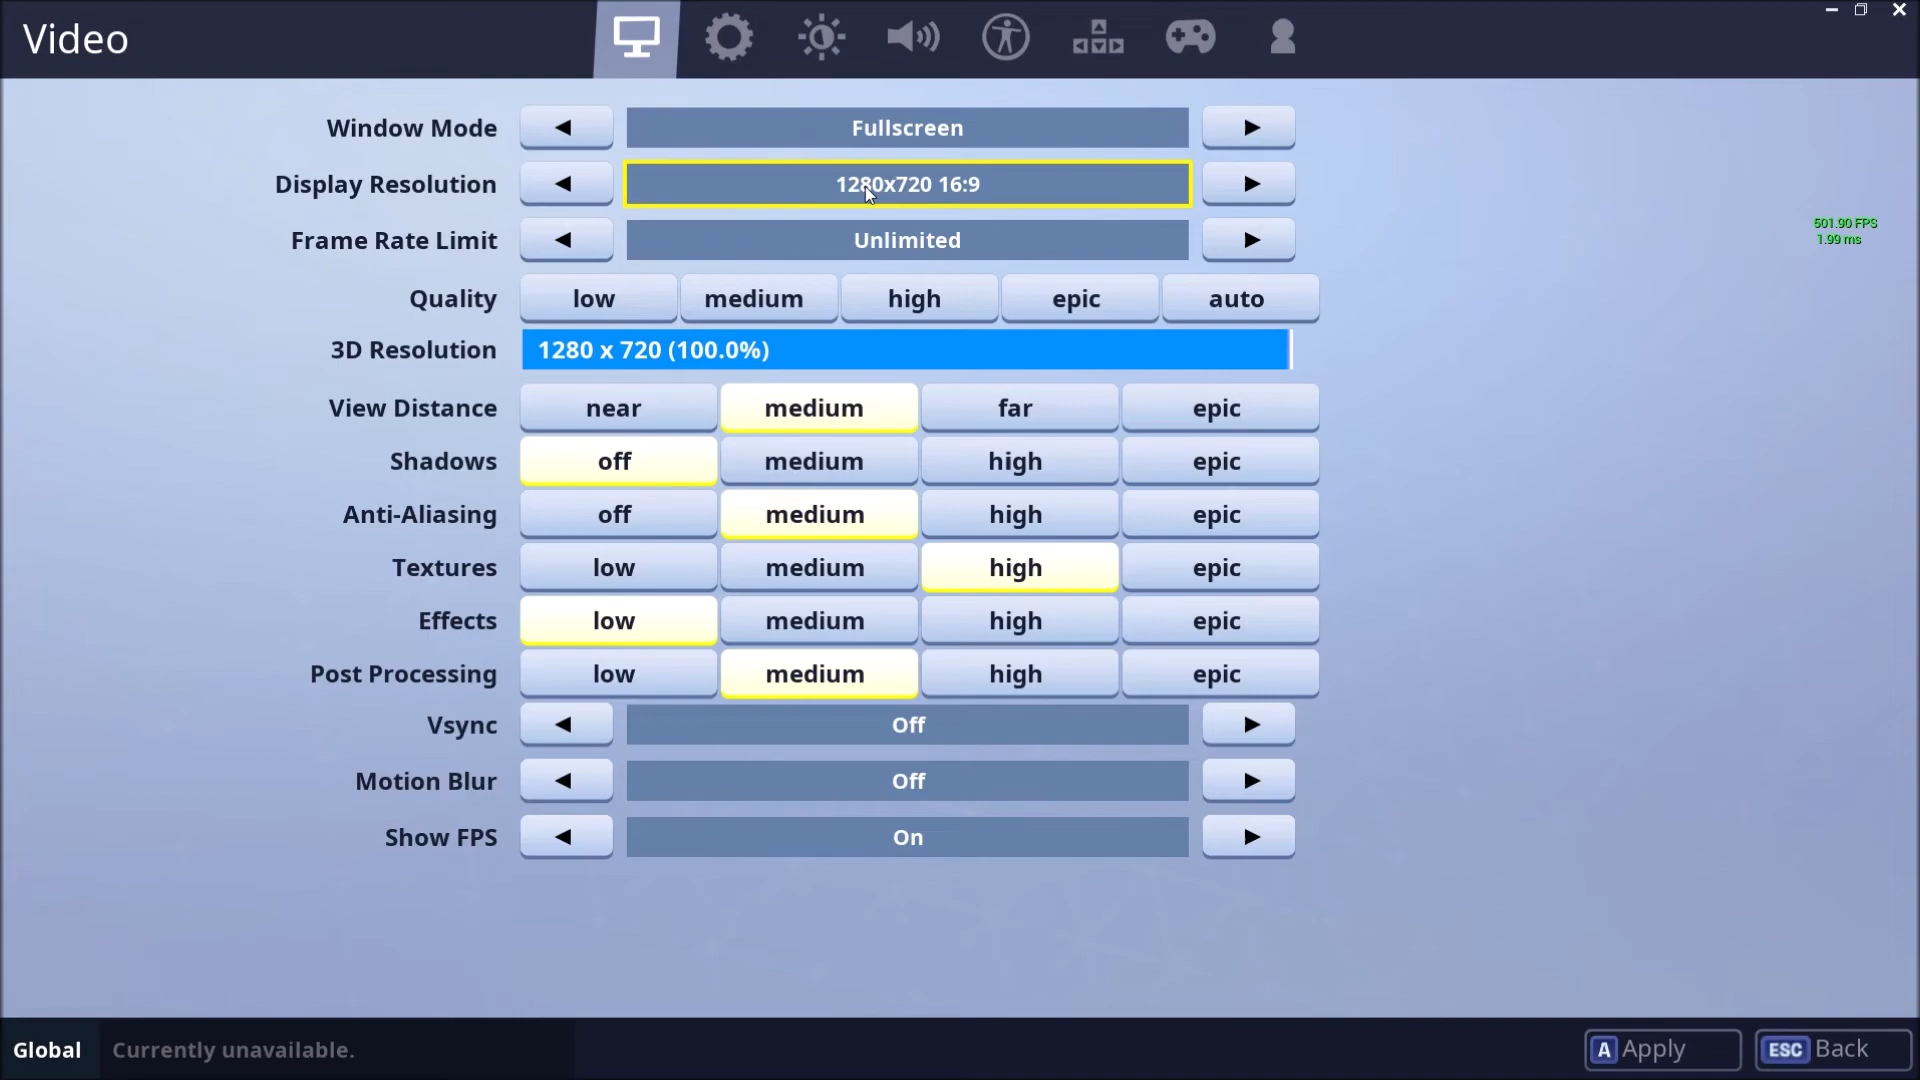 Video
Window Mode ◀ Fullscreen ▶
Display Resolution ◀ 1280x720 16:9 ▶
501.90 FPS
1.99 ms
Frame Rate Limit ◀ Unlimited ▶
Quality low medium high epic auto
3D Resolution 1280 x 720 (100.0%)
View Distance near medium far epic
Shadows off medium high epic
Anti-Aliasing off medium high epic
Textures low medium high epic
Effects low medium high epic
Post Processing low medium high epic
Vsync ◀ Off ▶
Motion Blur ◀ Off ▶
Show FPS ◀ On ▶
Global Currently unavailable. A Apply ESC Back